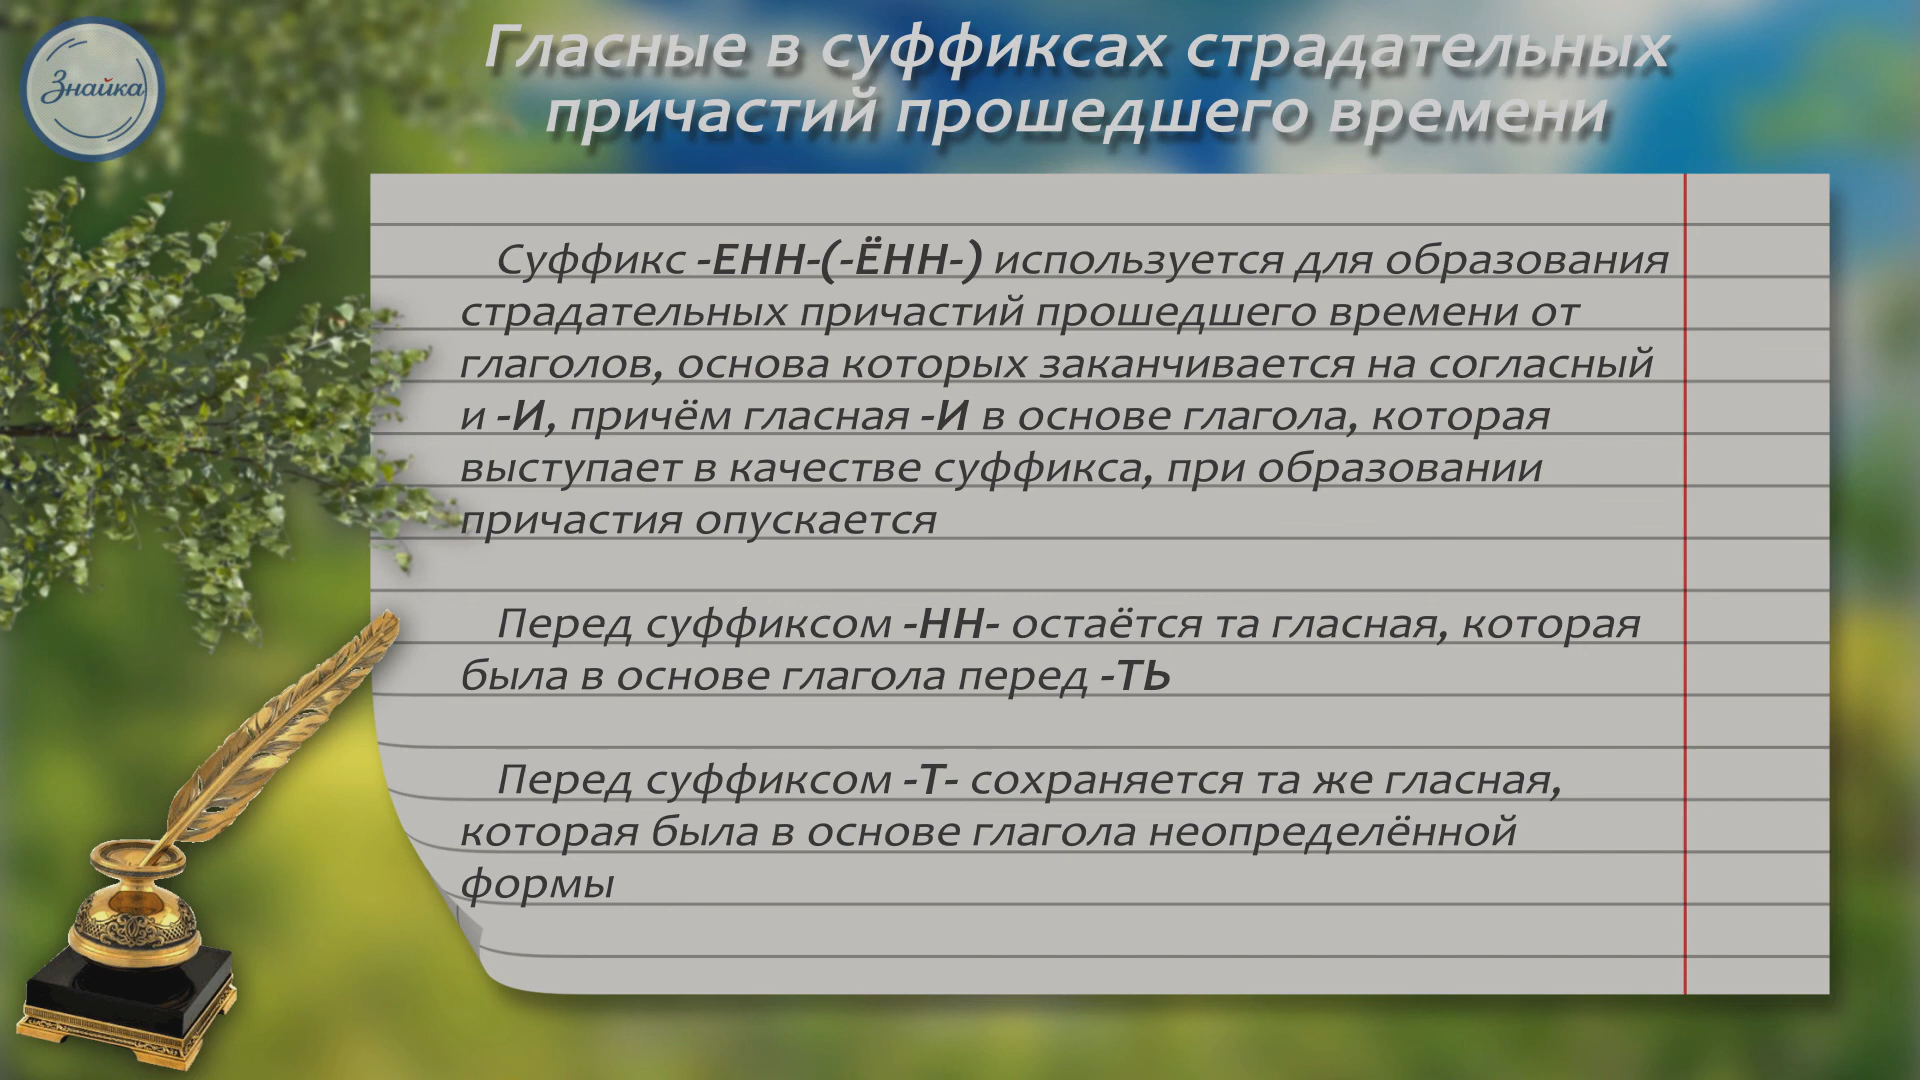 Знайка
Гласные в суффиксах страдательных
причастий прошедшего времени
Суффикс -ЕНН-(-ЁНН-) используется для образования
страдательных причастий прошедшего времени от
глаголов, основа которых заканчивается на согласный
и -И, причём гласная -И в основе глагола, которая
выступает в качестве суффикса, при образовании
причастия опускается
Перед суффиксом -НН- остаётся та гласная, которая
была в основе глагола перед -ТЬ
Перед суффиксом -Т- сохраняется та же гласная,
которая была в основе глагола неопределённой
формы